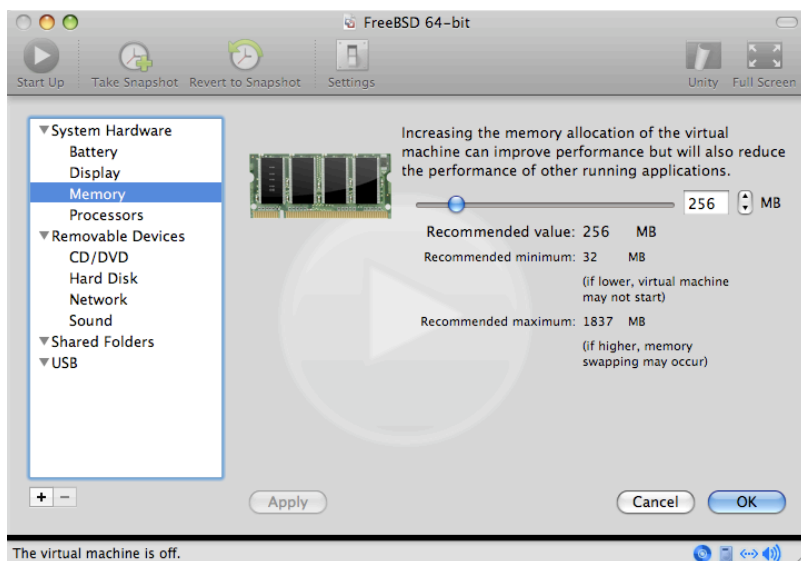 FreeBSD 64-bit
Start Up
Take Snapshot
Revert to Snapshot
Settings
Unity
Full Screen
System Hardware
Battery
Display
Memory
Processors
Removable Devices
CD/DVD
Hard Disk
Network
Sound
Shared Folders
USB
+ −
Increasing the memory allocation of the virtual
machine can improve performance but will also reduce
the performance of other running applications.
256 MB
Recommended value: 256 MB
Recommended minimum: 32 MB
(if lower, virtual machine
may not start)
Recommended maximum: 1837 MB
(if higher, memory
swapping may occur)
Apply
Cancel
OK
The virtual machine is off.